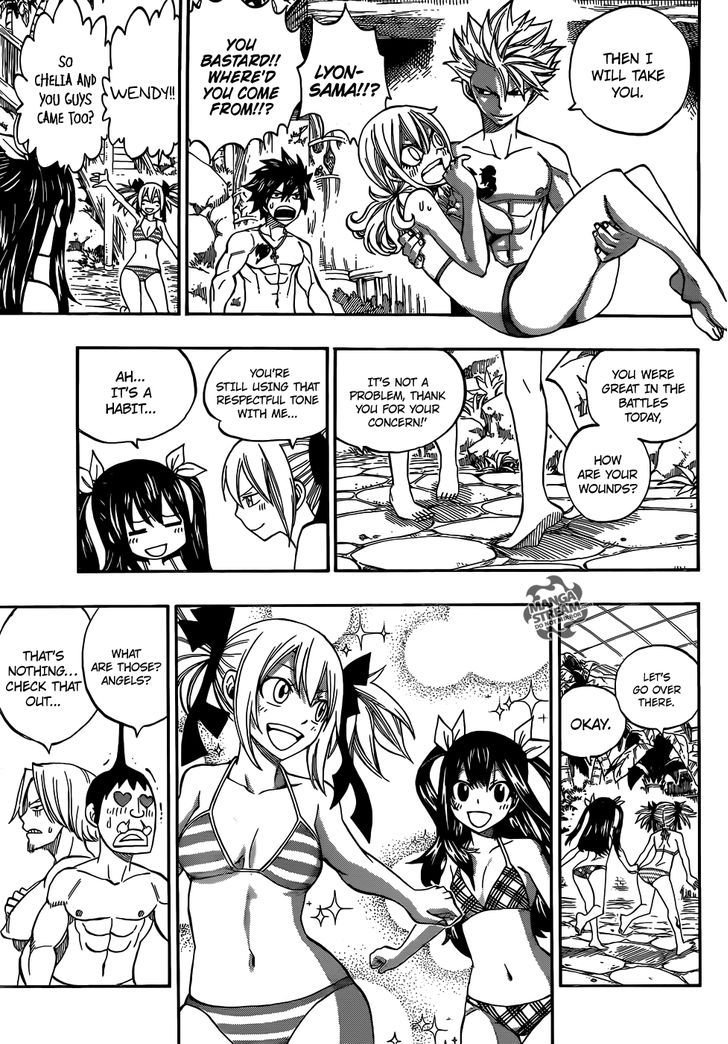 THEN I
WILL TAKE
YOU.
LYON-
SAMA!!?
YOU
BASTARD!!
WHERE'D
YOU COME
FROM!!?
WENDY!!
SO
CHELIA AND
YOU GUYS
CAME TOO?
YOU WERE
GREAT IN THE
BATTLES
TODAY,
HOW ARE
YOUR
WOUNDS?
IT'S NOT
A PROBLEM, THANK
YOU FOR YOUR
CONCERN!'
YOU'RE
STILL USING THAT
RESPECTFUL TONE
WITH ME...
AH...
IT'S A
HABIT...
LET'S
GO OVER
THERE.
OKAY.
MANGA
STREAM
DO NOT MIRROR
WHAT
ARE THOSE?
ANGELS?
THAT'S
NOTHING...
CHECK THAT
OUT...